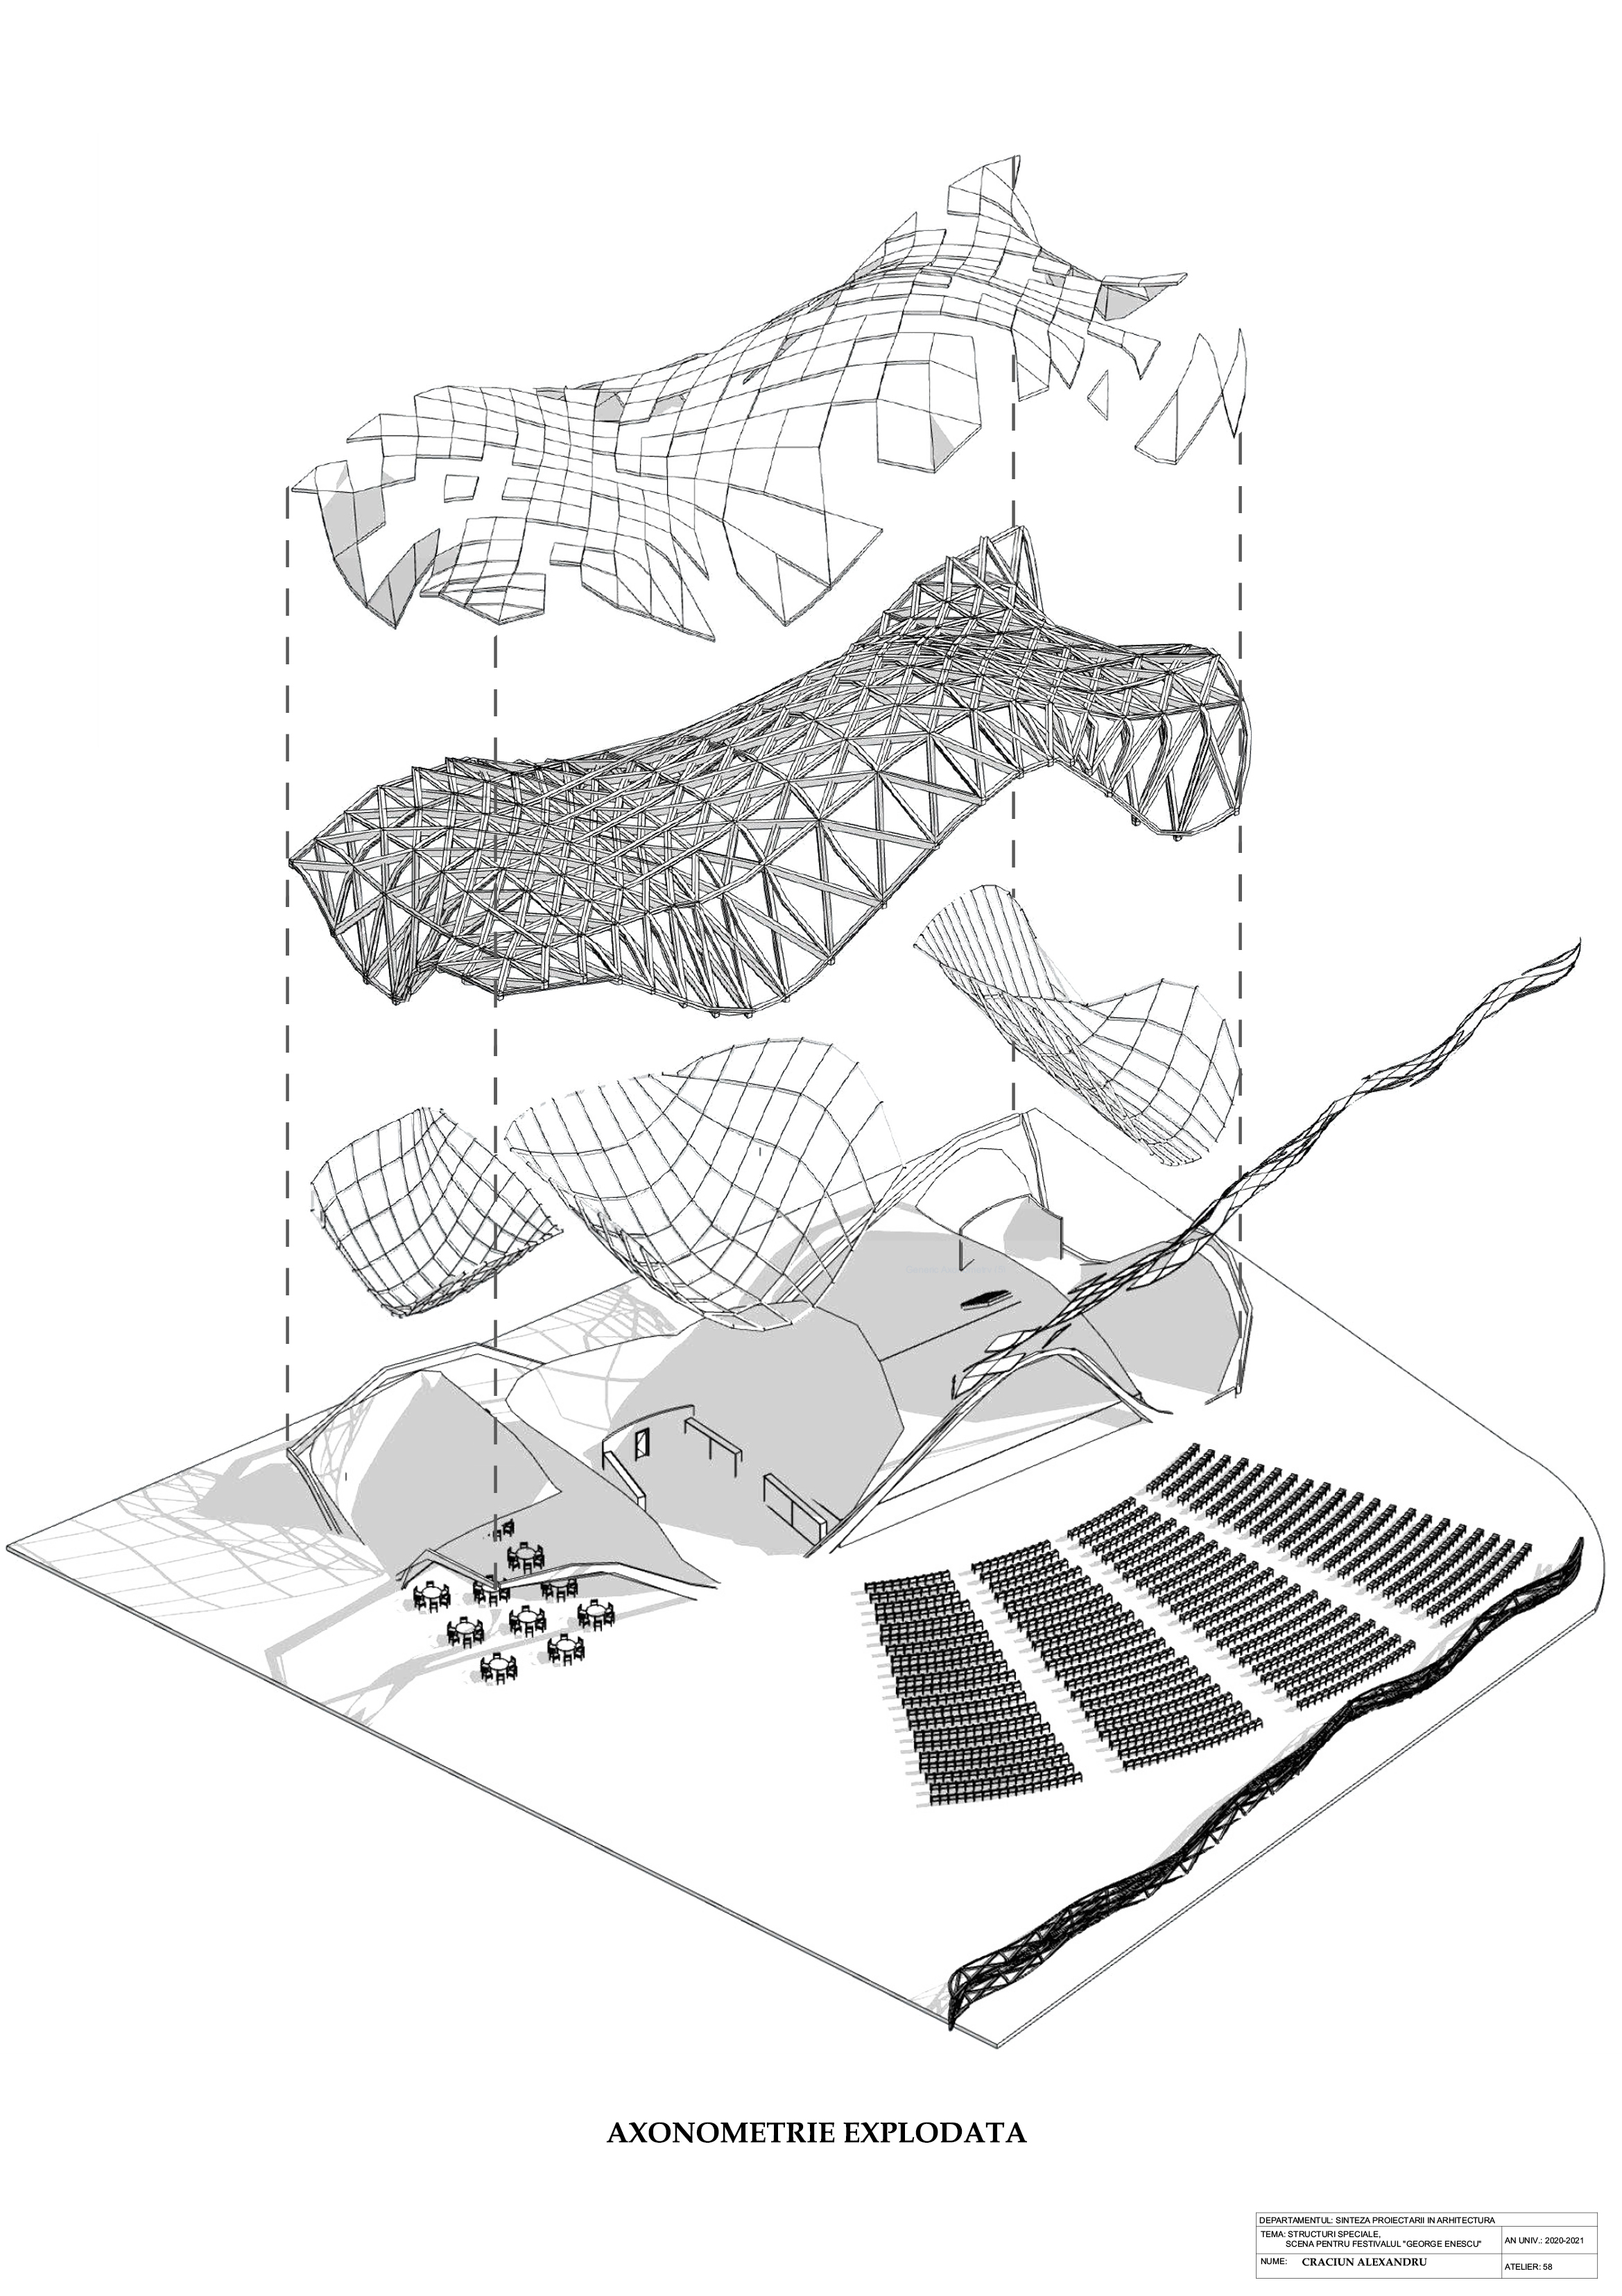 AXONOMETRIE EXPLODATA
DEPARTAMENTUL: SINTEZA PROIECTARII IN ARHITECTURA
TEMA: STRUCTURI SPECIALE,
SCENA PENTRU FESTIVALUL "GEORGE ENESCU"
AN UNIV.: 2020-2021
NUME: CRACIUN ALEXANDRU
ATELIER: 58